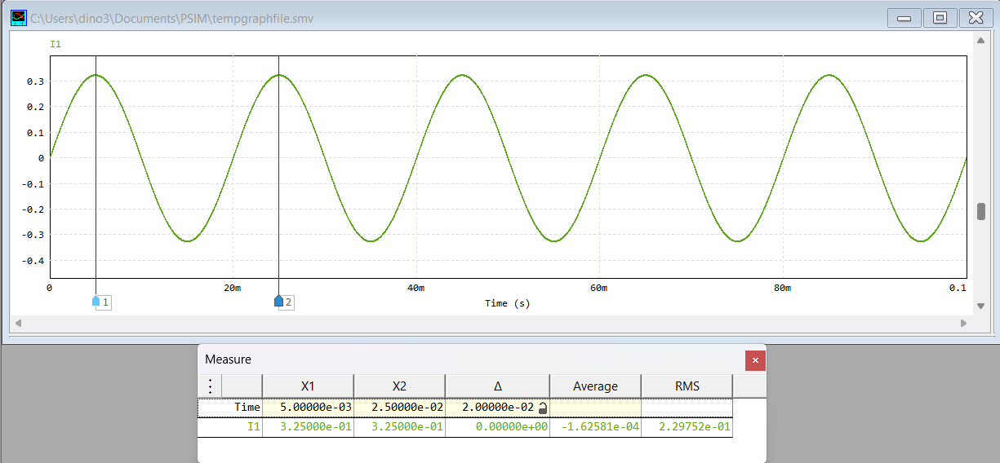 C:\Users\dino3\Documents\PSIM\tempgraphfile.smv
I1
0.3
0.2
0.1
0
-0.1
-0.2
-0.3
-0.4
0 20m 40m 60m 80m 0.1
1 2
Time (s)
Measure
X1 X2 Δ Average RMS
Time 5.00000e-03 2.50000e-02 2.00000e-02
I1 3.25000e-01 3.25000e-01 0.00000e+00 -1.62581e-04 2.29752e-01